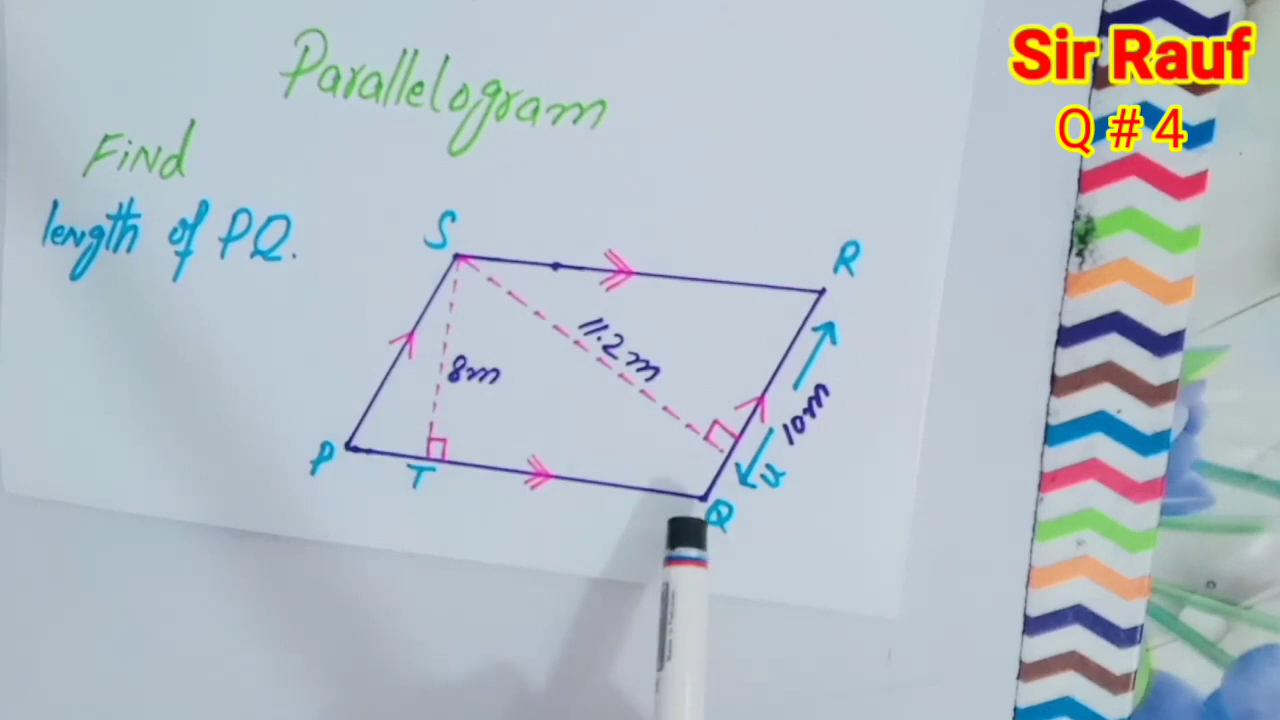 Sir Rauf
Q # 4
Parallelogram
Find
length of PQ.
S
R
11.2m
8m
10m
P
T
U
Q